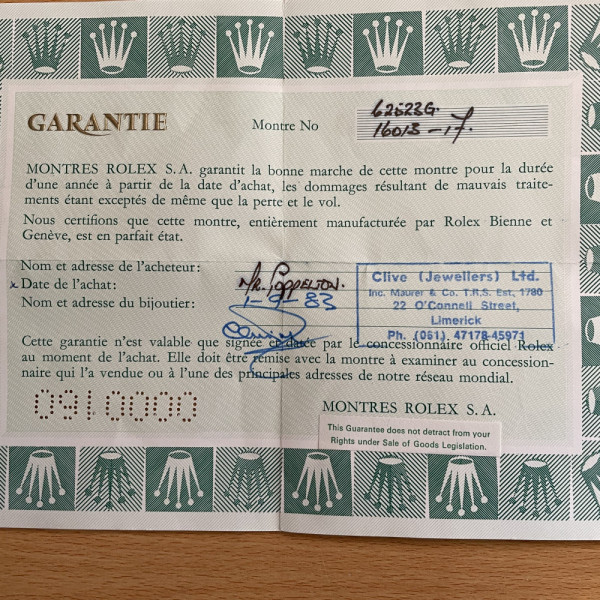 GARANTIE
Montre No
62523G.
16013-17.
MONTRES ROLEX S.A. garantit la bonne marche de cette montre pour la durée
d'une année à partir de la date d'achat, les dommages résultant de mauvais traite-
ments étant exceptés de même que la perte et le vol.
Nous certifions que cette montre, entièrement manufacturée par Rolex Bienne et
Genève, est en parfait état.
Nom et adresse de l'acheteur: MR. POPPELTON.
x Date de l'achat: 1-9-83
Nom et adresse du bijoutier:
Clive (Jewellers) Ltd.
Inc. Maurer & Co. T.R.S. Est, 1780
22 O'Connell Street,
Limerick
Ph. (061) 47178-45971
Cette garantie n'est valable que signée et datée par le concessionnaire officiel Rolex
au moment de l'achat. Elle doit être remise avec la montre à examiner au concession-
naire qui l'a vendue ou à l'une des principales adresses de notre réseau mondial.
0910000
MONTRES ROLEX S.A.
This Guarantee does not detract from your
Rights under Sale of Goods Legislation.